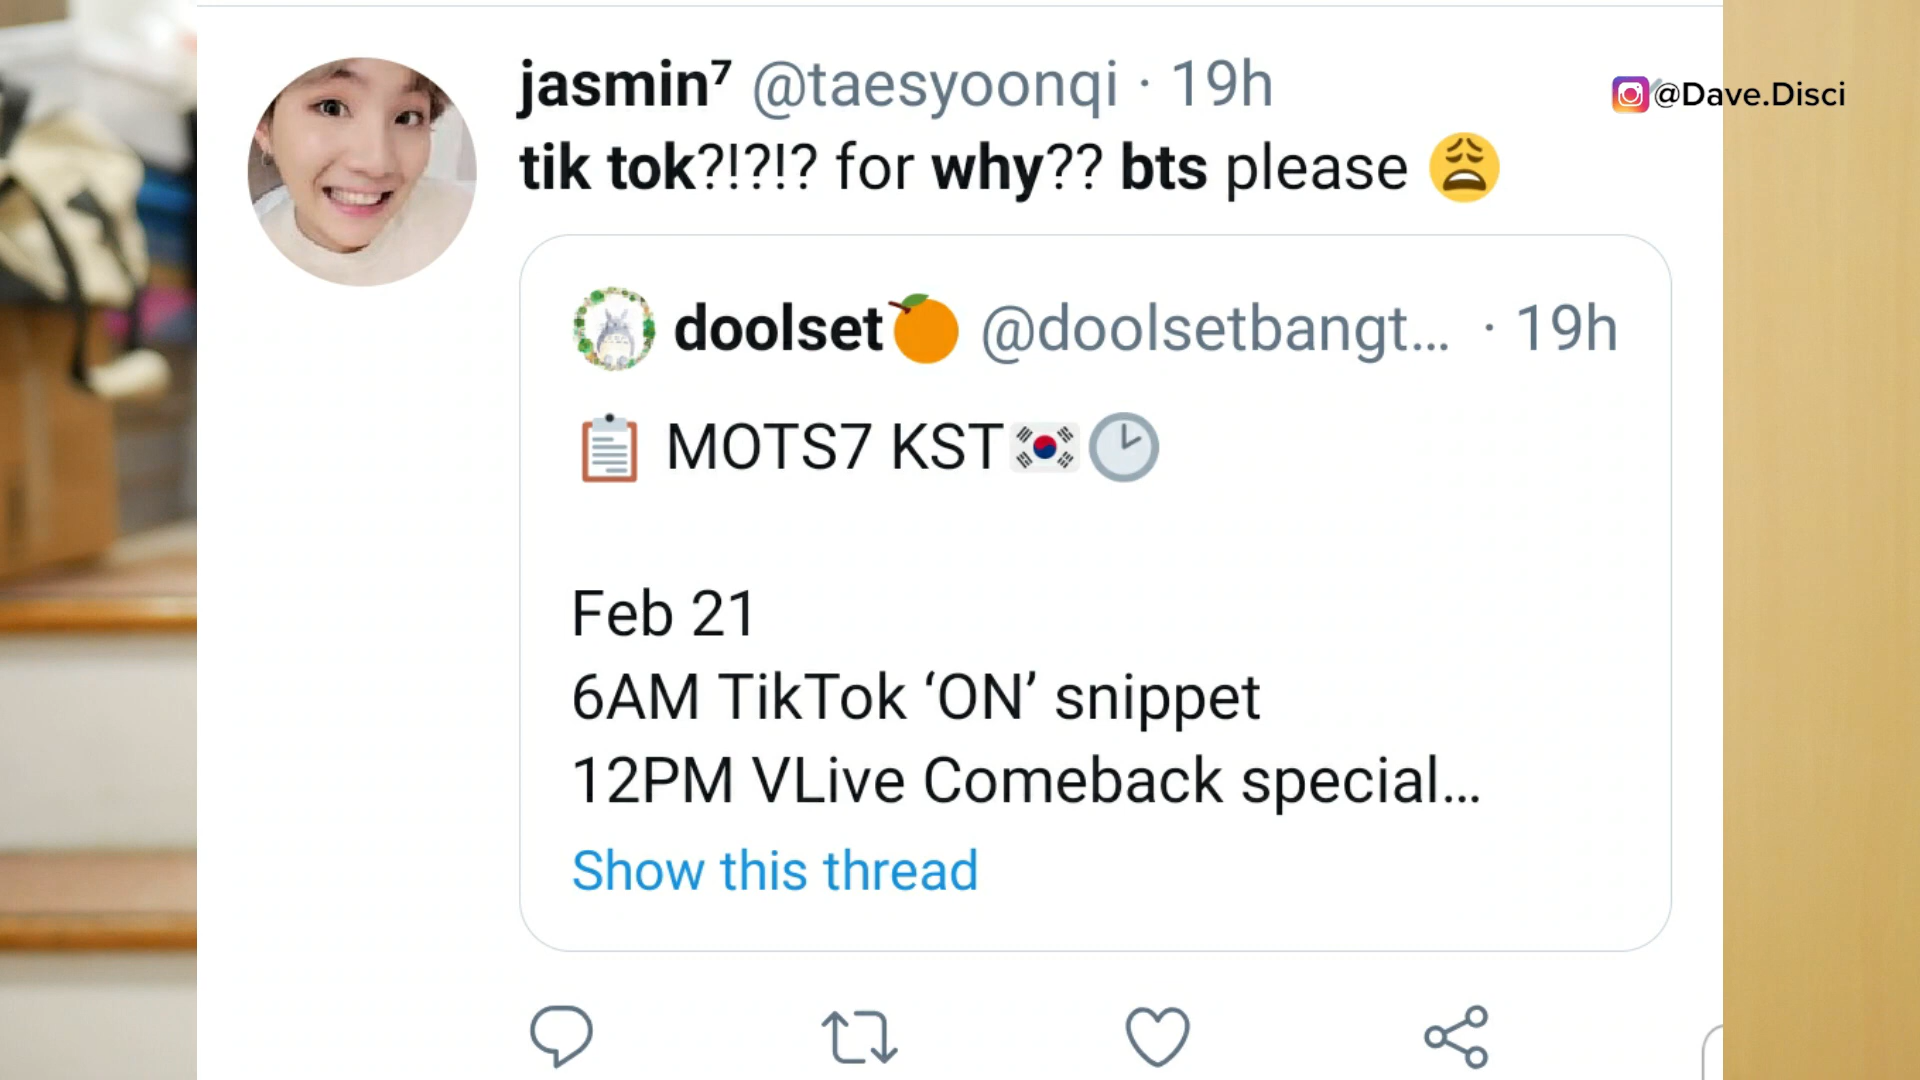 jasmin⁷ @taesyoonqi · 19h
@Dave.Disci
tik tok?!?!? for why?? bts please 😩
doolset🍊 @doolsetbangt... · 19h
📋 MOTS7 KST🇰🇷🕑
Feb 21
6AM TikTok ‘ON’ snippet
12PM VLive Comeback special...
Show this thread